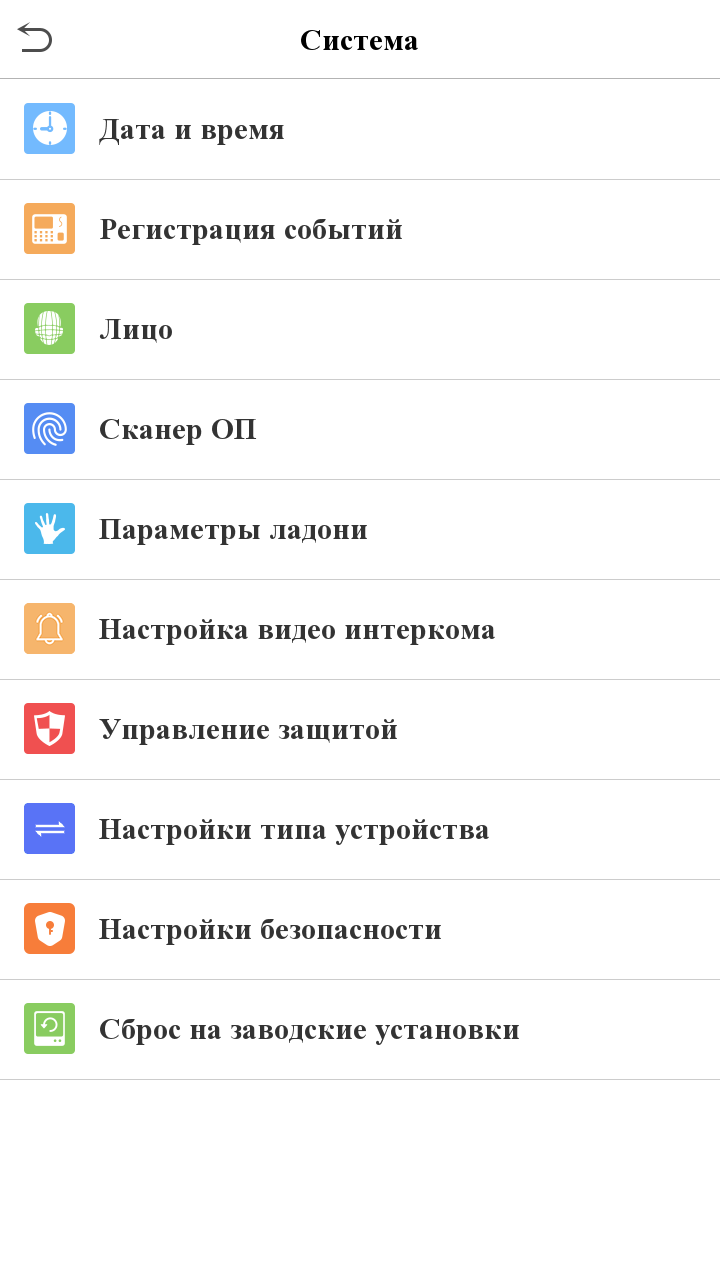 Система
Дата и время
Регистрация событий
Лицо
Сканер ОП
Параметры ладони
Настройка видео интеркома
Управление защитой
Настройки типа устройства
Настройки безопасности
Сброс на заводские установки